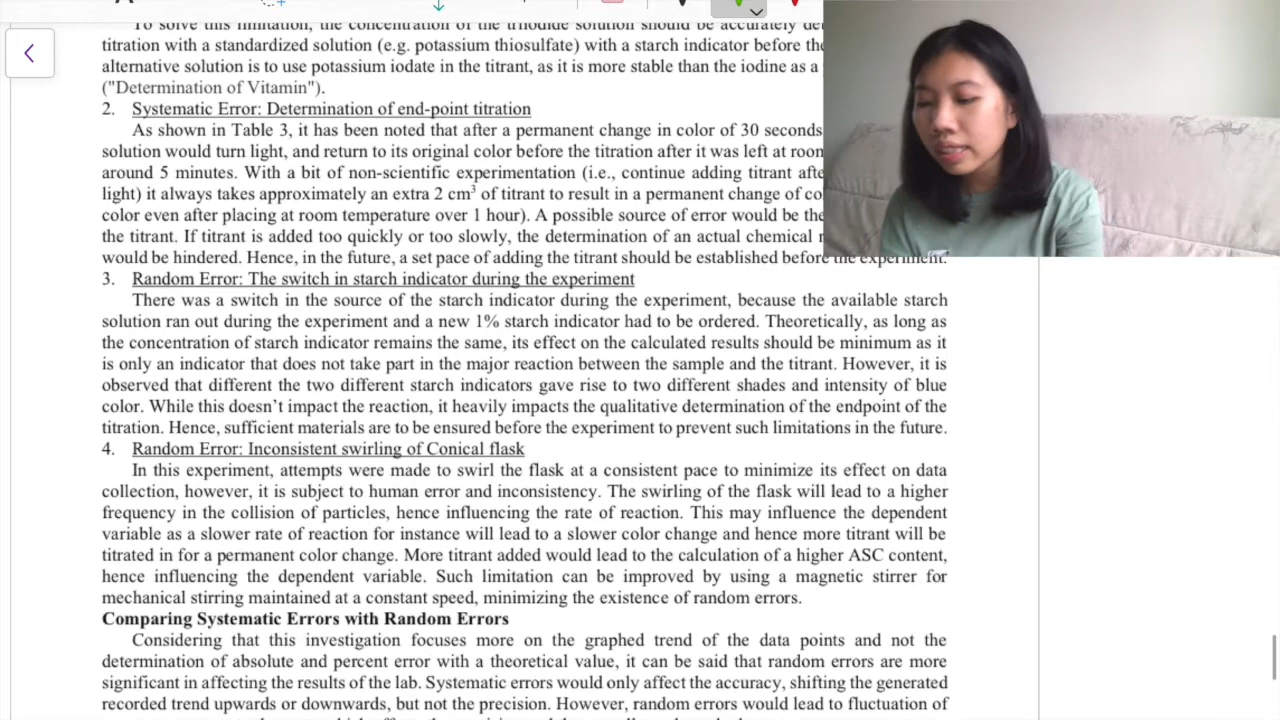 To solve this limitation, the concentration of the triiodide solution should be accurately de
titration with a standardized solution (e.g. potassium thiosulfate) with a starch indicator before the
alternative solution is to use potassium iodate in the titrant, as it is more stable than the iodine as a
("Determination of Vitamin").
2. Systematic Error: Determination of end-point titration
As shown in Table 3, it has been noted that after a permanent change in color of 30 seconds
solution would turn light, and return to its original color before the titration after it was left at room
around 5 minutes. With a bit of non-scientific experimentation (i.e., continue adding titrant afte
light) it always takes approximately an extra 2 cm³ of titrant to result in a permanent change of co
color even after placing at room temperature over 1 hour). A possible source of error would be the
the titrant. If titrant is added too quickly or too slowly, the determination of an actual chemical r
would be hindered. Hence, in the future, a set pace of adding the titrant should be established before the experiment.
3. Random Error: The switch in starch indicator during the experiment
There was a switch in the source of the starch indicator during the experiment, because the available starch
solution ran out during the experiment and a new 1% starch indicator had to be ordered. Theoretically, as long as
the concentration of starch indicator remains the same, its effect on the calculated results should be minimum as it
is only an indicator that does not take part in the major reaction between the sample and the titrant. However, it is
observed that different the two different starch indicators gave rise to two different shades and intensity of blue
color. While this doesn't impact the reaction, it heavily impacts the qualitative determination of the endpoint of the
titration. Hence, sufficient materials are to be ensured before the experiment to prevent such limitations in the future.
4. Random Error: Inconsistent swirling of Conical flask
In this experiment, attempts were made to swirl the flask at a consistent pace to minimize its effect on data
collection, however, it is subject to human error and inconsistency. The swirling of the flask will lead to a higher
frequency in the collision of particles, hence influencing the rate of reaction. This may influence the dependent
variable as a slower rate of reaction for instance will lead to a slower color change and hence more titrant will be
titrated in for a permanent color change. More titrant added would lead to the calculation of a higher ASC content,
hence influencing the dependent variable. Such limitation can be improved by using a magnetic stirrer for
mechanical stirring maintained at a constant speed, minimizing the existence of random errors.
Comparing Systematic Errors with Random Errors
Considering that this investigation focuses more on the graphed trend of the data points and not the
determination of absolute and percent error with a theoretical value, it can be said that random errors are more
significant in affecting the results of the lab. Systematic errors would only affect the accuracy, shifting the generated
recorded trend upwards or downwards, but not the precision. However, random errors would lead to fluctuation of